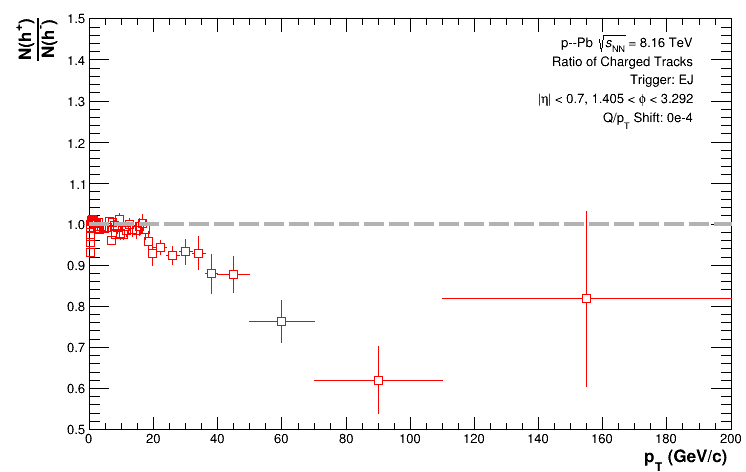 N(h⁺)
N(h⁻)
1.5
1.4
1.3
1.2
1.1
1.0
0.9
0.8
0.7
0.6
0.5
p--Pb √s_NN = 8.16 TeV
Ratio of Charged Tracks
Trigger: EJ
|η| < 0.7, 1.405 < ϕ < 3.292
Q/p_T Shift: 0e-4
0 20 40 60 80 100 120 140 160 180 200
p_T (GeV/c)